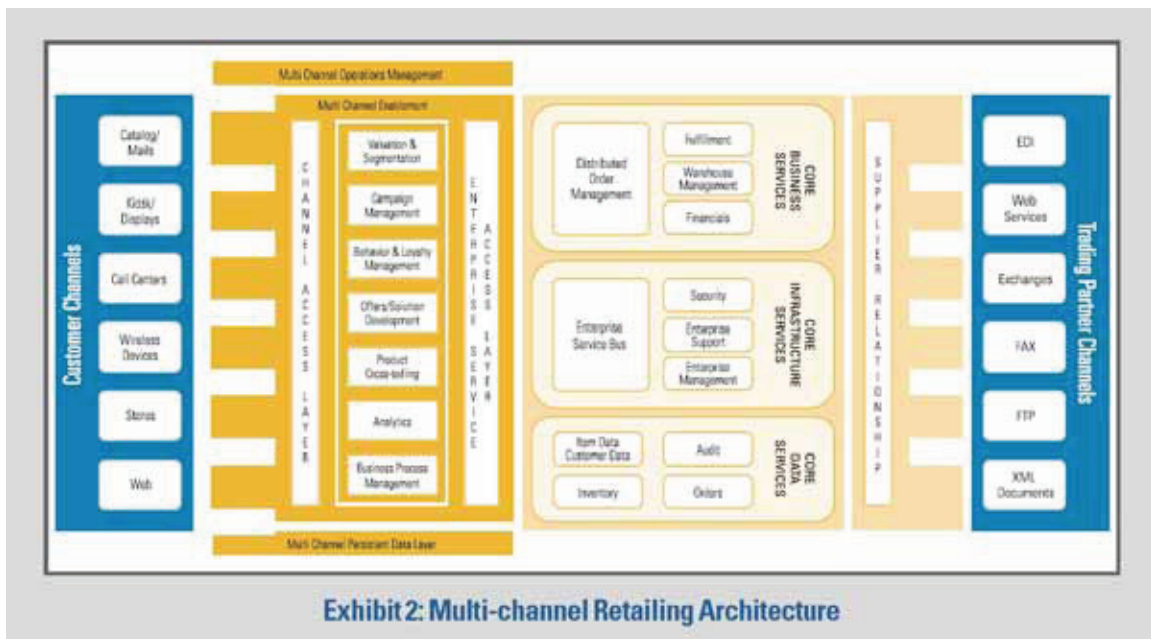 Multi Channel Operations Management
Customer Channels
Catalog/
Mails
Kiosk/
Displays
Call Centers
Wireless
Devices
Stores
Web
Multi Channel Enablement
CHANNEL ACCESS LAYER
Valuation &
Segmentation
Campaign
Management
Behavior & Loyalty
Management
Offers/Solution
Development
Product
Cross-selling
Analytics
Business Process
Management
ENTERPRISE SERVICE
ACCESS LAYER
Multi Channel Persistent Data Layer
Distributed
Order
Management
Fulfillment
Warehouse
Management
Financials
CORE
BUSINESS
SERVICES
Enterprise
Service Bus
Security
Enterprise
Support
Enterprise
Management
CORE
INFRASTRUCTURE
SERVICES
Item Data
Customer Data
Audit
Inventory
Orders
CORE
DATA
SERVICES
SUPPLIER RELATIONSHIP
EDI
Web
Services
Exchanges
FAX
FTP
XML
Documents
Trading Partner Channels
Exhibit 2: Multi-channel Retailing Architecture